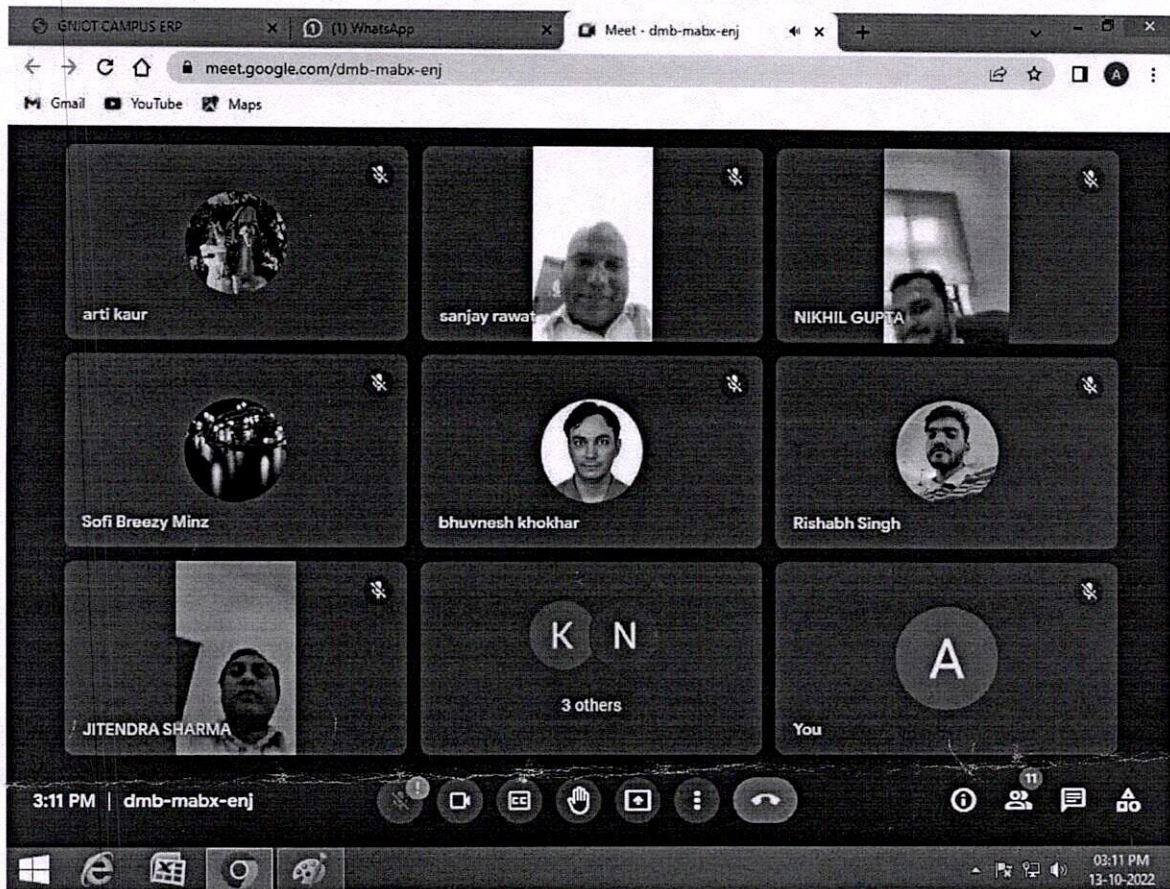 GNIOT CAMPUS ERP
(1) WhatsApp
Meet - dmb-mabx-enj
meet.google.com/dmb-mabx-enj
A
Gmail
YouTube
Maps
arti kaur
sanjay rawat
NIKHIL GUPTA
Sofi Breezy Minz
bhuvnesh khokhar
Rishabh Singh
JITENDRA SHARMA
K N
3 others
A
You
3:11 PM | dmb-mabx-enj
CC
11
03:11 PM
13-10-2022